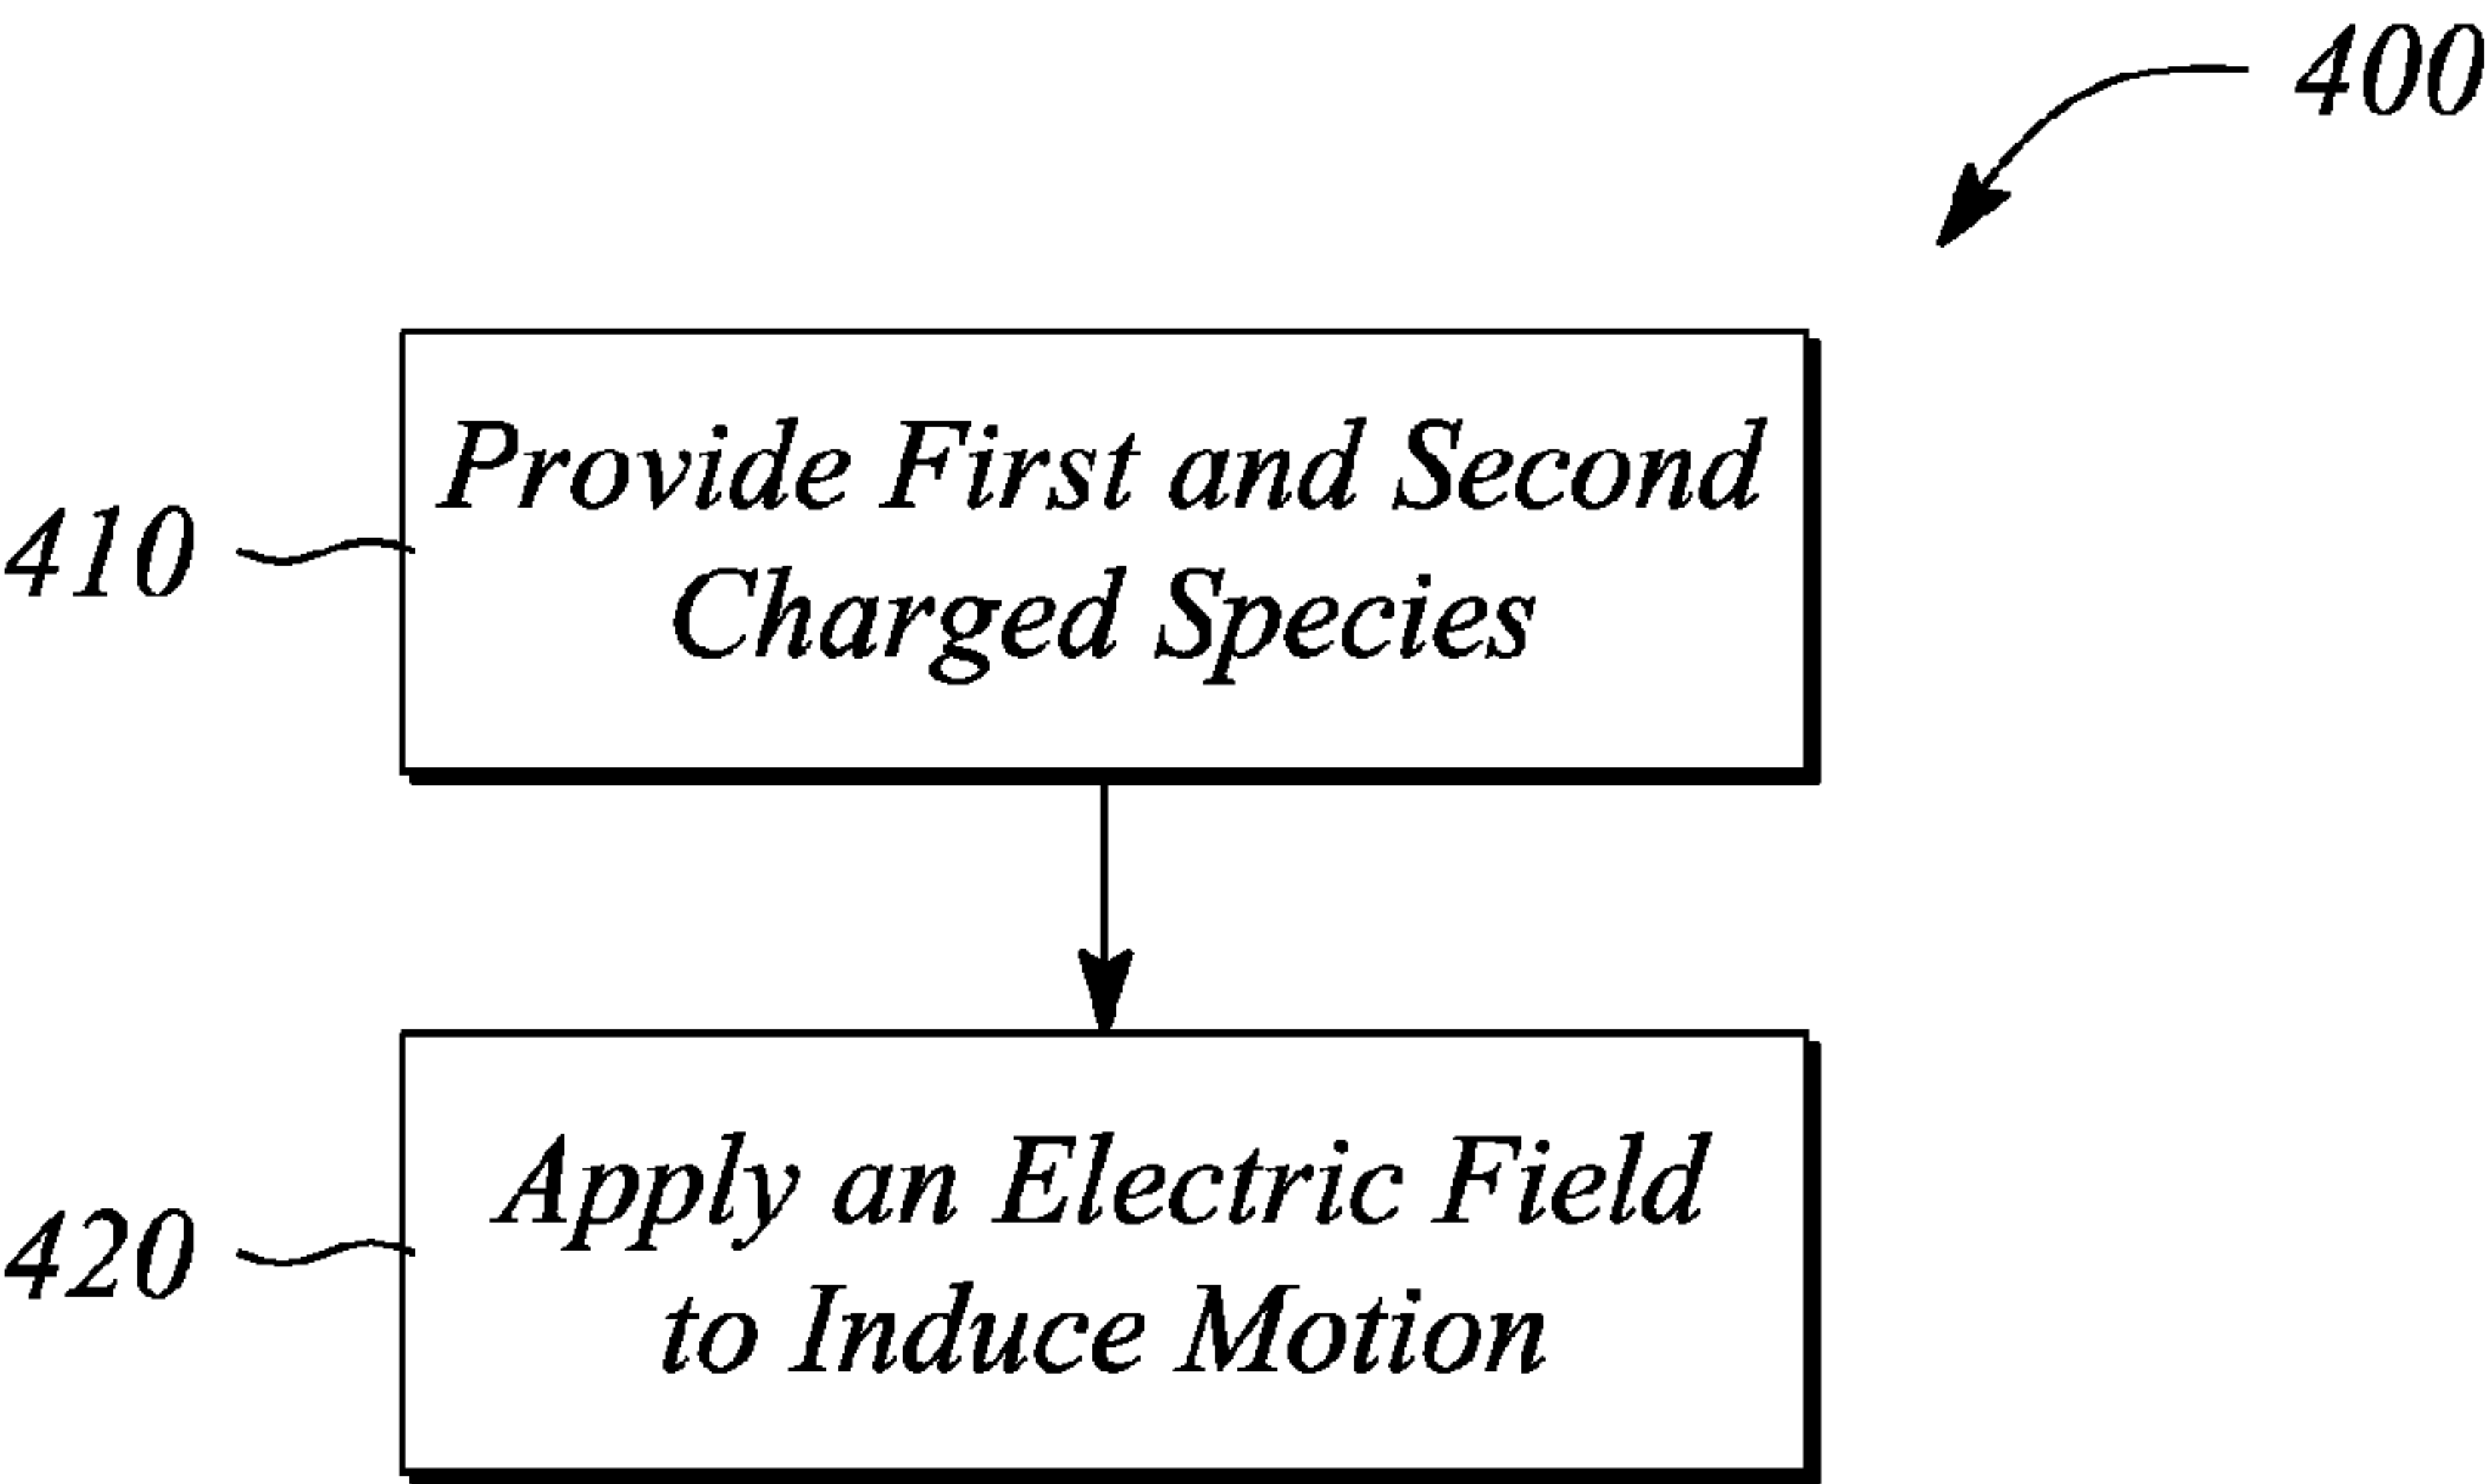 400
410
Provide First and Second
Charged Species
420
Apply an Electric Field
to Induce Motion